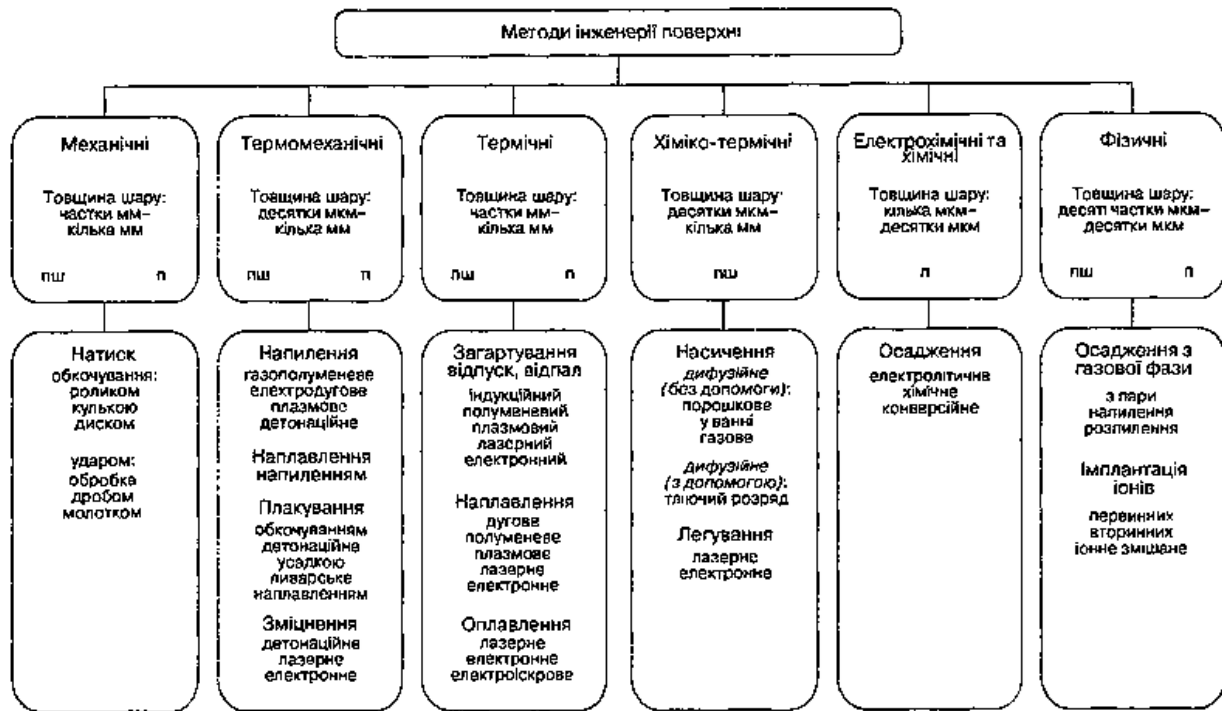 Методи інженерії поверхні
Механічні
Товщина шару:
частки мм–
кілька мм
пш п
Термомеханічні
Товщина шару:
десятки мкм–
кілька мм
пш п
Термічні
Товщина шару:
частки мм–
кілька мм
пш п
Хіміко-термічні
Товщина шару:
десятки мкм–
кілька мм
пш
Електрохімічні та
хімічні
Товщина шару:
кілька мкм–
десятки мкм
п
Фізичні
Товщина шару:
десяті частки мкм–
десятки мкм
пш п
Натиск
обкочування:
роликом
кулькою
диском
ударом:
обробка
дробом
молотком
Напилення
газополуменеве
електродугове
плазмове
детонаційне
Наплавлення
напиленням
Плакування
обкочуванням
детонаційне
усадкою
ливарське
наплавленням
Зміцнення
детонаційне
лазерне
електронне
Загартування
відпуск, відпал
індукційний
полуменевий
плазмовий
лазерний
електронний
Наплавлення
дугове
полуменеве
плазмове
лазерне
електронне
Оплавлення
лазерне
електронне
електроіскрове
Насичення
дифузійне
(без допомоги):
порошкове
у ванні
газове
дифузійне
(з допомогою):
тліючий розряд
Легування
лазерне
електронне
Осадження
електролітичне
хімічне
конверсійне
Осадження з
газової фази
з пари
напилення
розпилення
Імплантація
іонів
первинних
вторинних
іонне змішане